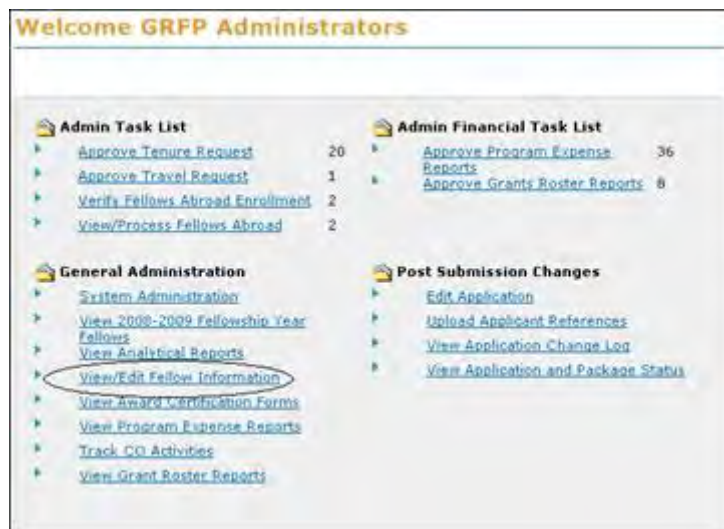 Welcome GRFP Administrators
Admin Task List
Approve Tenure Request 20
Approve Travel Request 1
Verify Fellows Abroad Enrollment 2
View/Process Fellows Abroad 2
Admin Financial Task List
Approve Program Expense 36
Reports
Approve Grants Roster Reports 8
General Administration
System Administration
View 2008-2009 Fellowship Year
Fellows
View Analytical Reports
View/Edit Fellow Information
View Award Certification Forms
View Program Expense Reports
Track CO Activities
View Grant Roster Reports
Post Submission Changes
Edit Application
Upload Applicant References
View Application Change Log
View Application and Package Status